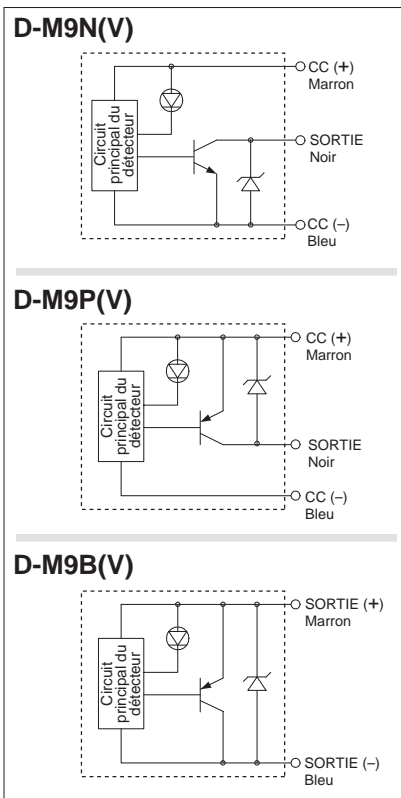 D-M9N(V)
CC (+)
Marron
Circuit
principal du
détecteur
SORTIE
Noir
CC (–)
Bleu
D-M9P(V)
CC (+)
Marron
Circuit
principal du
détecteur
SORTIE
Noir
CC (–)
Bleu
D-M9B(V)
SORTIE (+)
Marron
Circuit
principal du
détecteur
SORTIE (–)
Bleu